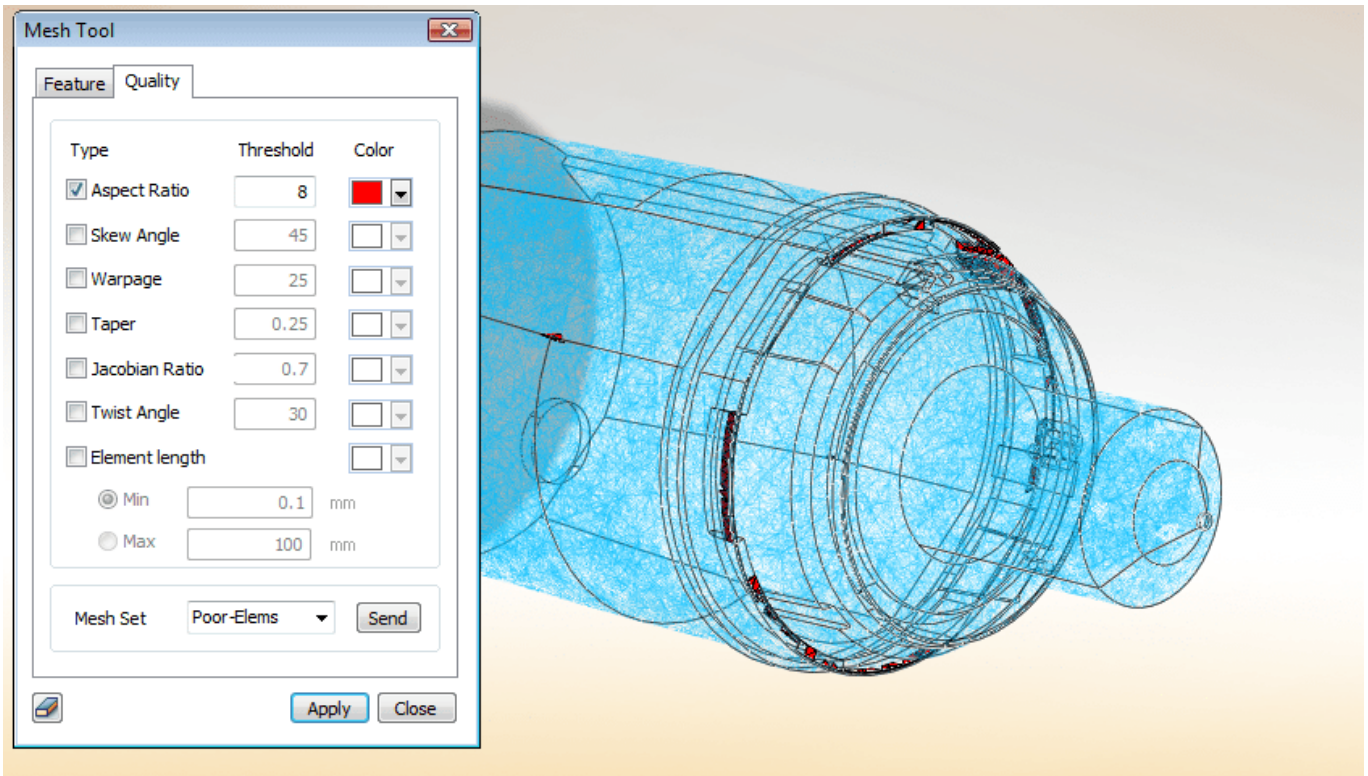 Mesh Tool
Feature Quality
Type Threshold Color
Aspect Ratio 8
Skew Angle 45
Warpage 25
Taper 0.25
Jacobian Ratio 0.7
Twist Angle 30
Element length
Min 0.1 mm
Max 100 mm
Mesh Set Poor-Elems Send
Apply Close